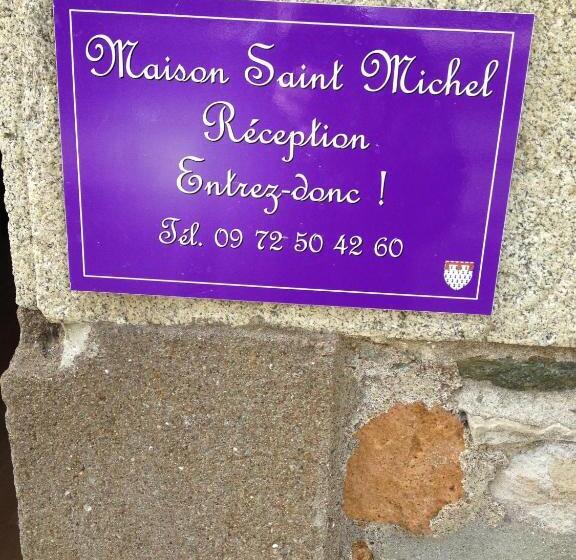 Maison Saint Michel
Réception
Entrez-donc !
Tél. 09 72 50 42 60